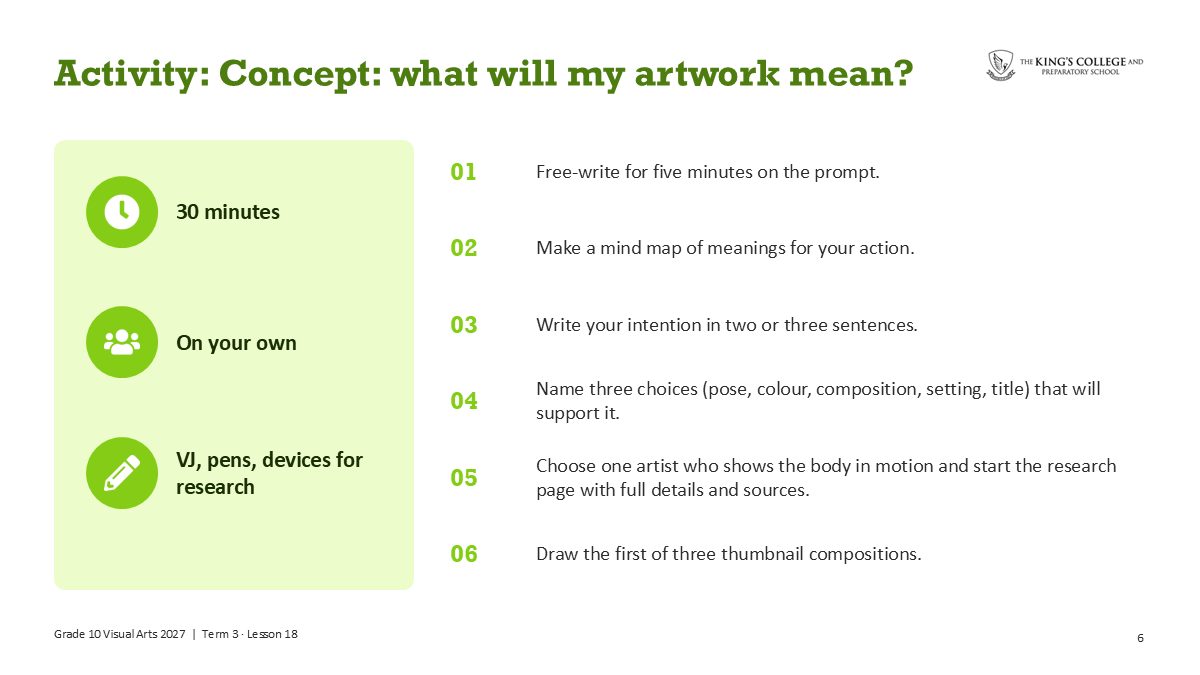 Activity: Concept: what will my artwork mean?
THE KING'S COLLEGE AND
PREPARATORY SCHOOL
30 minutes
On your own
VJ, pens, devices for
research
01
Free-write for five minutes on the prompt.
02
Make a mind map of meanings for your action.
03
Write your intention in two or three sentences.
04
Name three choices (pose, colour, composition, setting, title) that will
support it.
05
Choose one artist who shows the body in motion and start the research
page with full details and sources.
06
Draw the first of three thumbnail compositions.
Grade 10 Visual Arts 2027 | Term 3 · Lesson 18
6